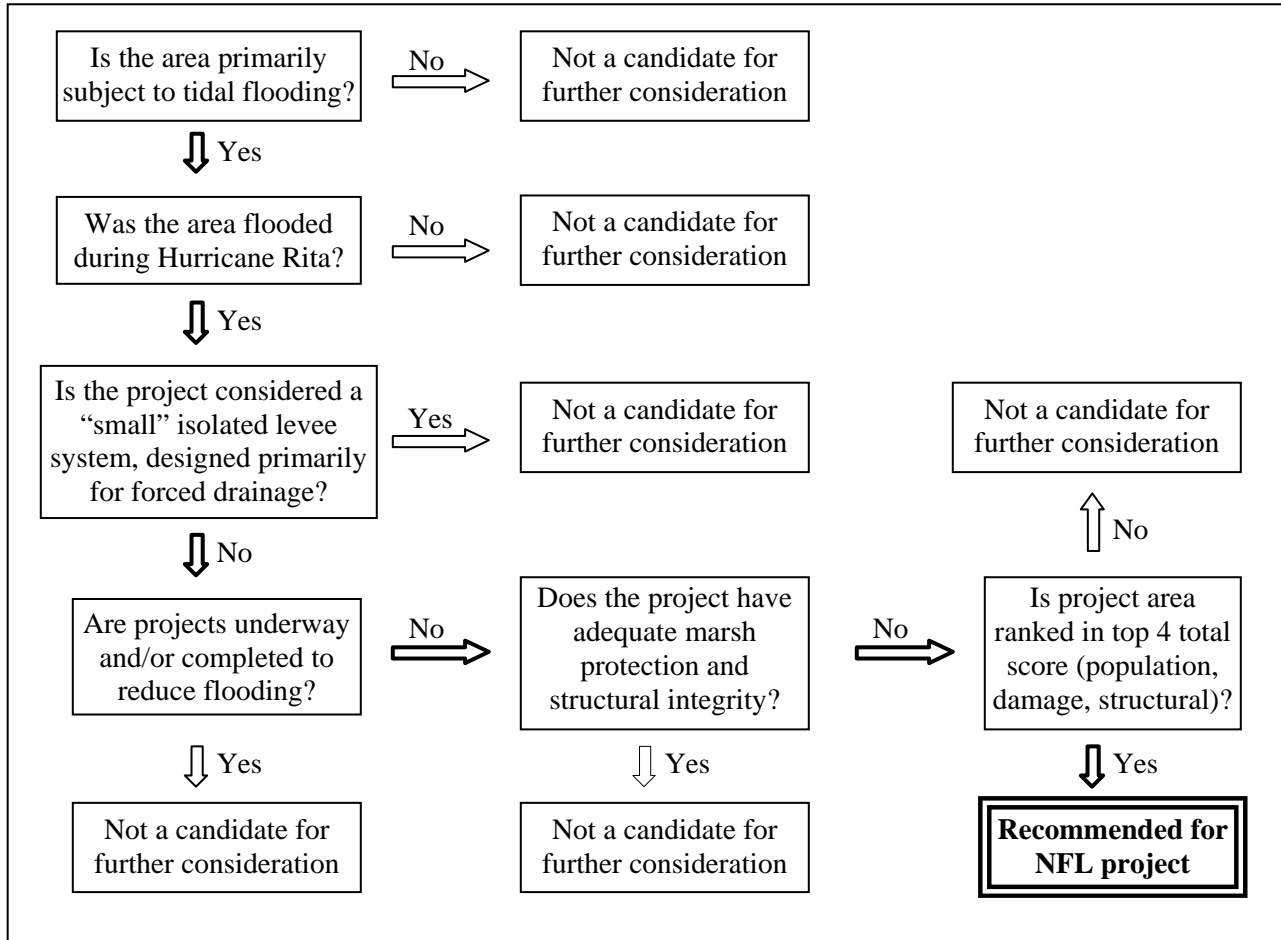 Is the area primarily
subject to tidal flooding?
No
Not a candidate for
further consideration
Yes
Was the area flooded
during Hurricane Rita?
No
Not a candidate for
further consideration
Yes
Is the project considered a
“small” isolated levee
system, designed primarily
for forced drainage?
Yes
Not a candidate for
further consideration
Not a candidate for
further consideration
No
No
Are projects underway
and/or completed to
reduce flooding?
No
Does the project have
adequate marsh
protection and
structural integrity?
No
Is project area
ranked in top 4 total
score (population,
damage, structural)?
Yes
Yes
Yes
Not a candidate for
further consideration
Not a candidate for
further consideration
Recommended for
NFL project